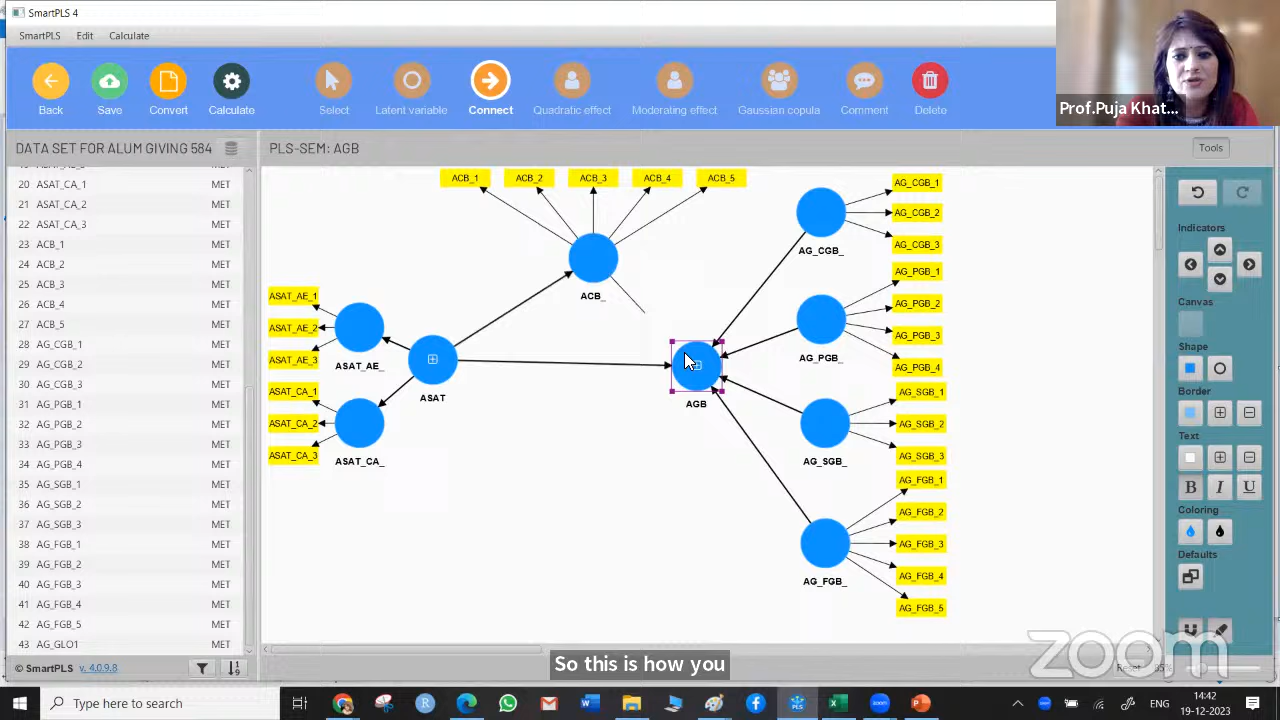 SmartPLS 4
SmartPLS Edit Calculate
Back Save Convert Calculate Select Latent variable Connect Quadratic effect Moderating effect Gaussian copula Comment Delete
Prof.Puja Khat...
DATA SET FOR ALUM GIVING 584
PLS-SEM: AGB
Tools
20 ASAT_CA_1 MET
21 ASAT_CA_2 MET
22 ASAT_CA_3 MET
23 ACB_1 MET
24 ACB_2 MET
25 ACB_3 MET
26 ACB_4 MET
27 ACB_5 MET
28 AG_CGB_1 MET
29 AG_CGB_2 MET
30 AG_CGB_3 MET
31 AG_PGB_1 MET
32 AG_PGB_2 MET
33 AG_PGB_3 MET
34 AG_PGB_4 MET
35 AG_SGB_1 MET
36 AG_SGB_2 MET
37 AG_SGB_3 MET
38 AG_FGB_1 MET
39 AG_FGB_2 MET
40 AG_FGB_3 MET
41 AG_FGB_4 MET
42 AG_FGB_5 MET
43 AG_GLO1 MET
© SmartPLS v. 4.0.9.8
ACB_1 ACB_2 ACB_3 ACB_4 ACB_5
ACB_
ASAT_AE_1
ASAT_AE_2
ASAT_AE_3
ASAT_AE_
ASAT_CA_1
ASAT_CA_2
ASAT_CA_3
ASAT_CA_
ASAT
AGB
AG_CGB_
AG_PGB_
AG_SGB_
AG_FGB_
AG_CGB_1
AG_CGB_2
AG_CGB_3
AG_PGB_1
AG_PGB_2
AG_PGB_3
AG_PGB_4
AG_SGB_1
AG_SGB_2
AG_SGB_3
AG_FGB_1
AG_FGB_2
AG_FGB_3
AG_FGB_4
AG_FGB_5
Indicators
Canvas
Shape
Border
Text
B I U
Coloring
Defaults
zoom
Reset 85%
So this is how you
Type here to search
ENG
14:42
19-12-2023